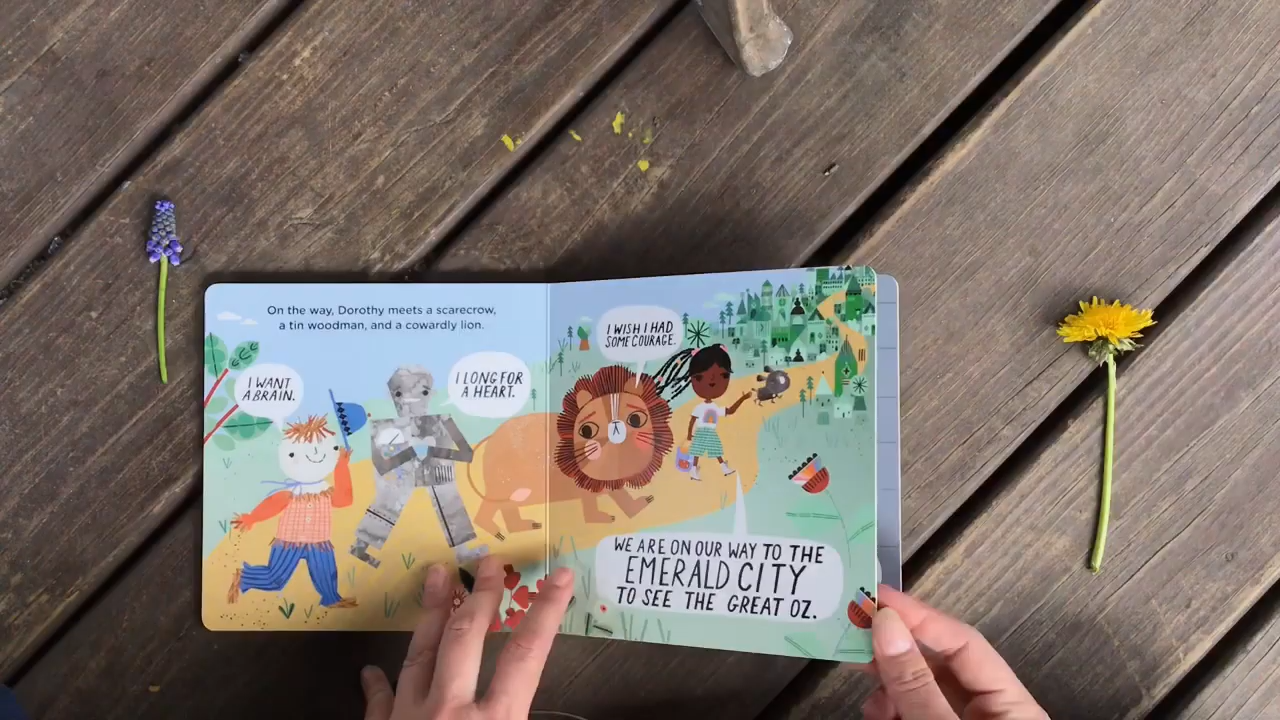 On the way, Dorothy meets a scarecrow,
a tin woodman, and a cowardly lion.
I WANT
A BRAIN.
I LONG FOR
A HEART.
I WISH I HAD
SOME COURAGE.
WE ARE ON OUR WAY TO THE
EMERALD CITY
TO SEE THE GREAT OZ.